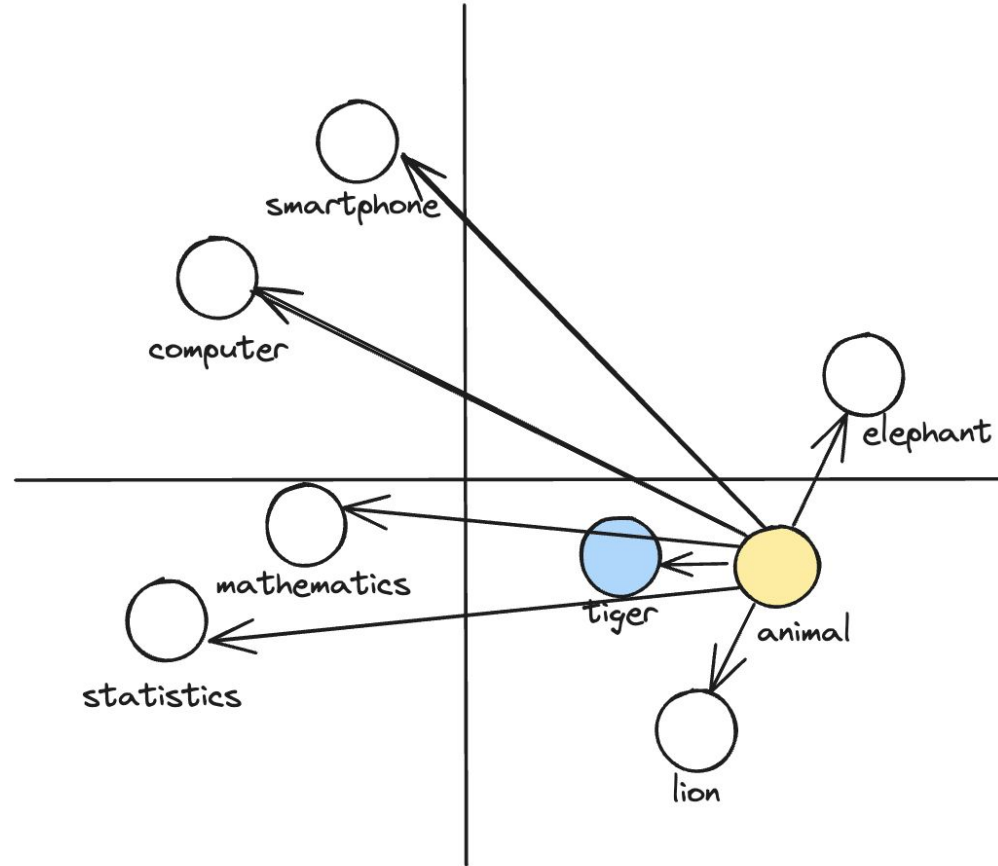 smartphone
computer
elephant
mathematics
tiger
animal
statistics
lion